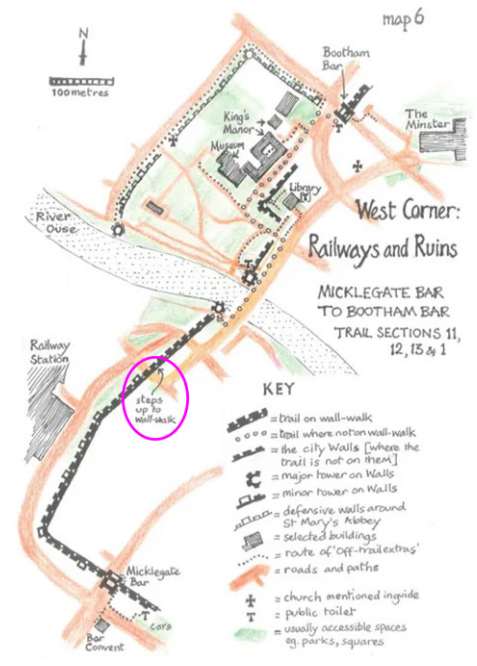 map 6
N
100 metres
Bootham
Bar
The
Minster
King's
Manor
Museum
Library
River
Ouse
West Corner:
Railways and Ruins
MICKLEGATE BAR
TO BOOTHAM BAR
TRAIL SECTIONS 11,
12, 13 & 1
Railway
Station
steps
up to
wall-walk
KEY
= trail on wall-walk
= trail where not on wall-walk
= the city Walls [where the
trail is not on them]
= major tower on Walls
= minor tower on Walls
= defensive walls around
St Mary's Abbey
= selected buildings
= route of 'off-trail extras'
= roads and paths
= church mentioned in guide
T = public toilet
= usually accessible spaces
eg. parks, squares
Micklegate
Bar
T
cars
Bar
Convent